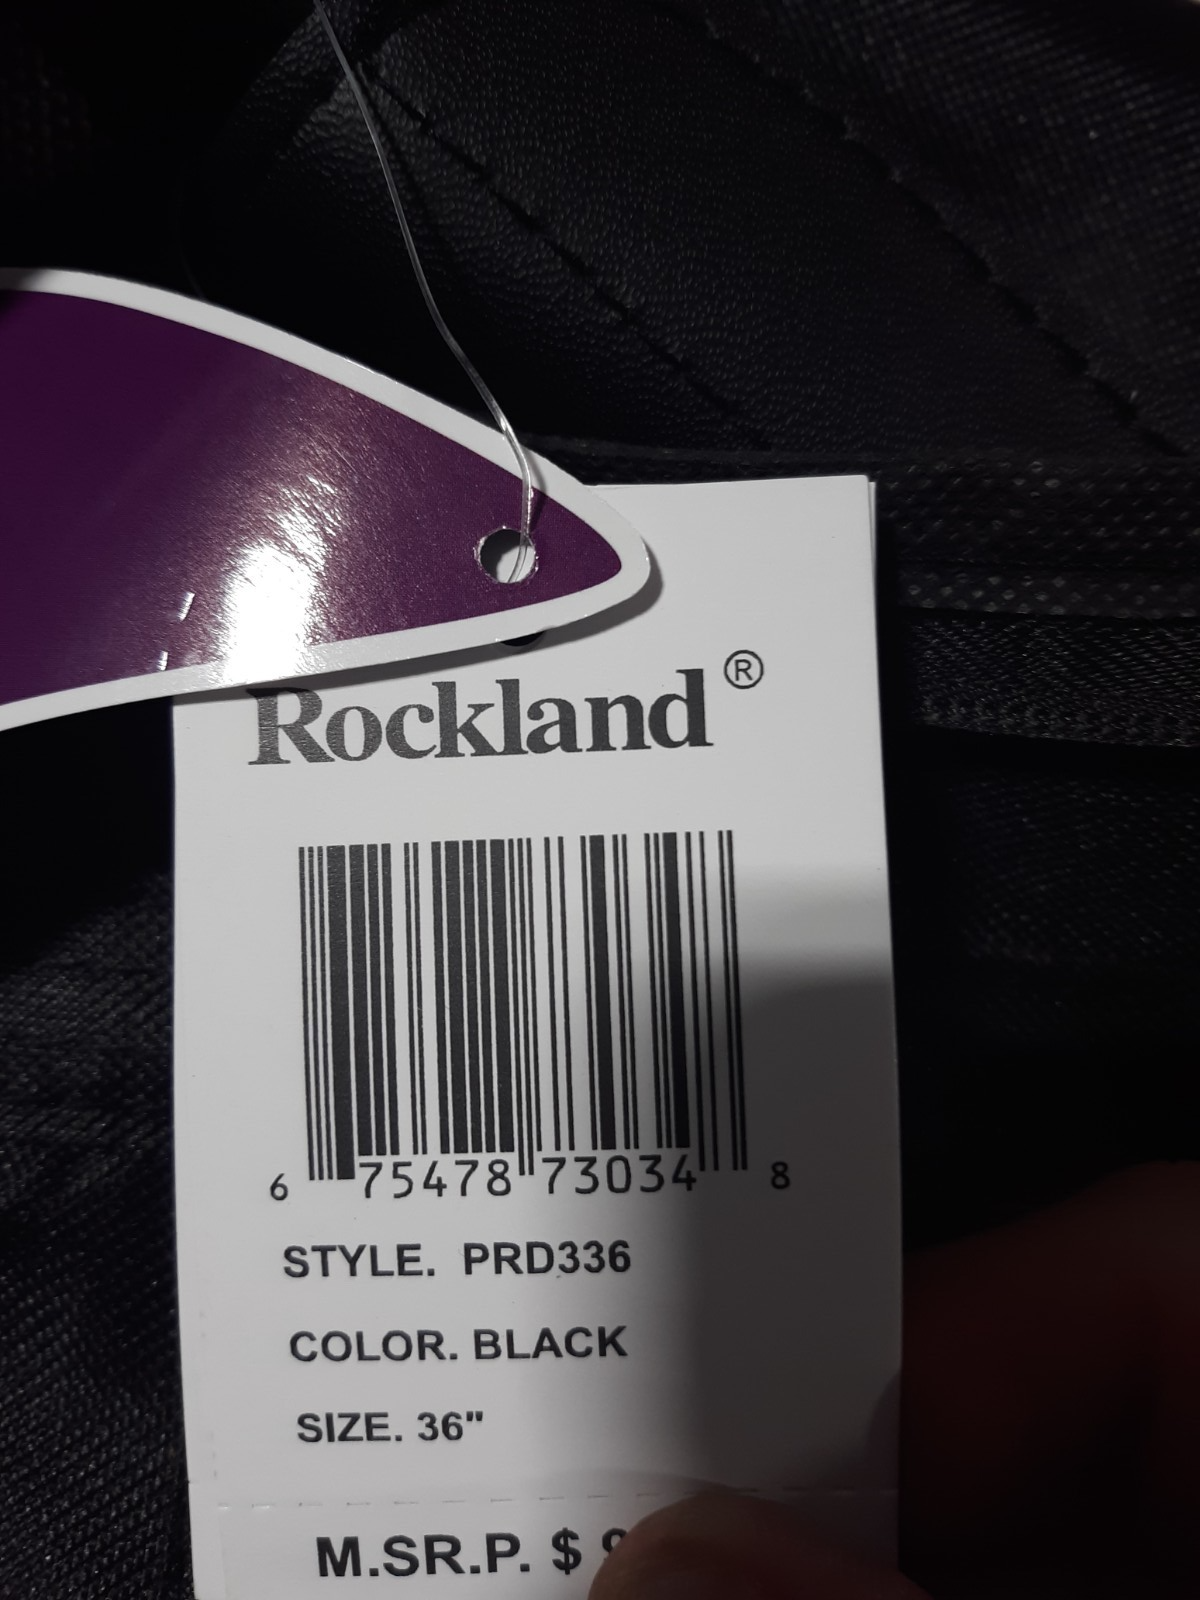 Rockland®
6 75478 73034 8
STYLE. PRD336
COLOR. BLACK
SIZE. 36"
M.SR.P. $